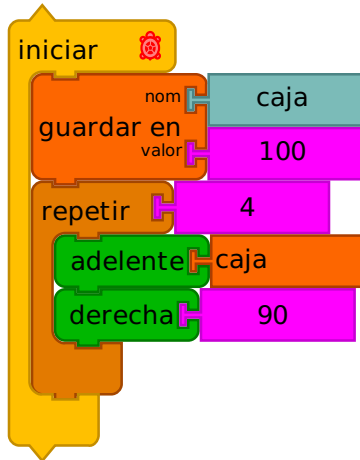 iniciar
nom caja
guardar en
valor 100
repetir 4
adelente caja
derecha 90